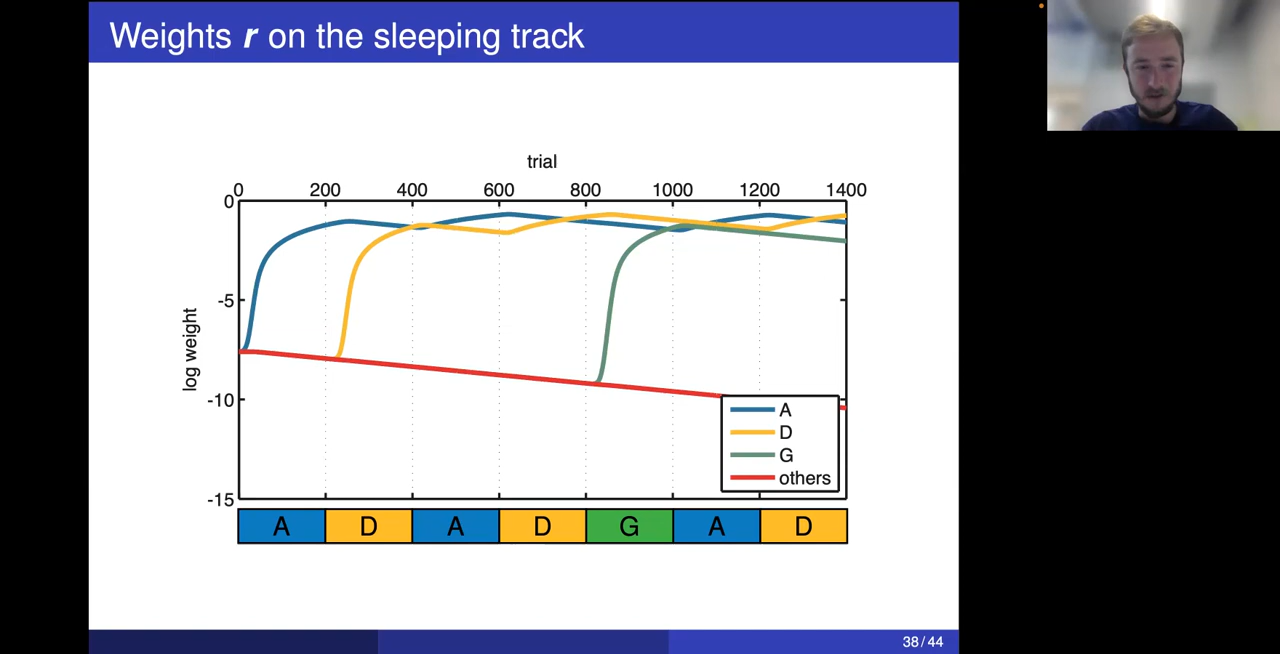 Weights r on the sleeping track
trial
0 200 400 600 800 1000 1200 1400
0
-5
-10
-15
log weight
A
D
G
others
A D A D G A D
38 / 44